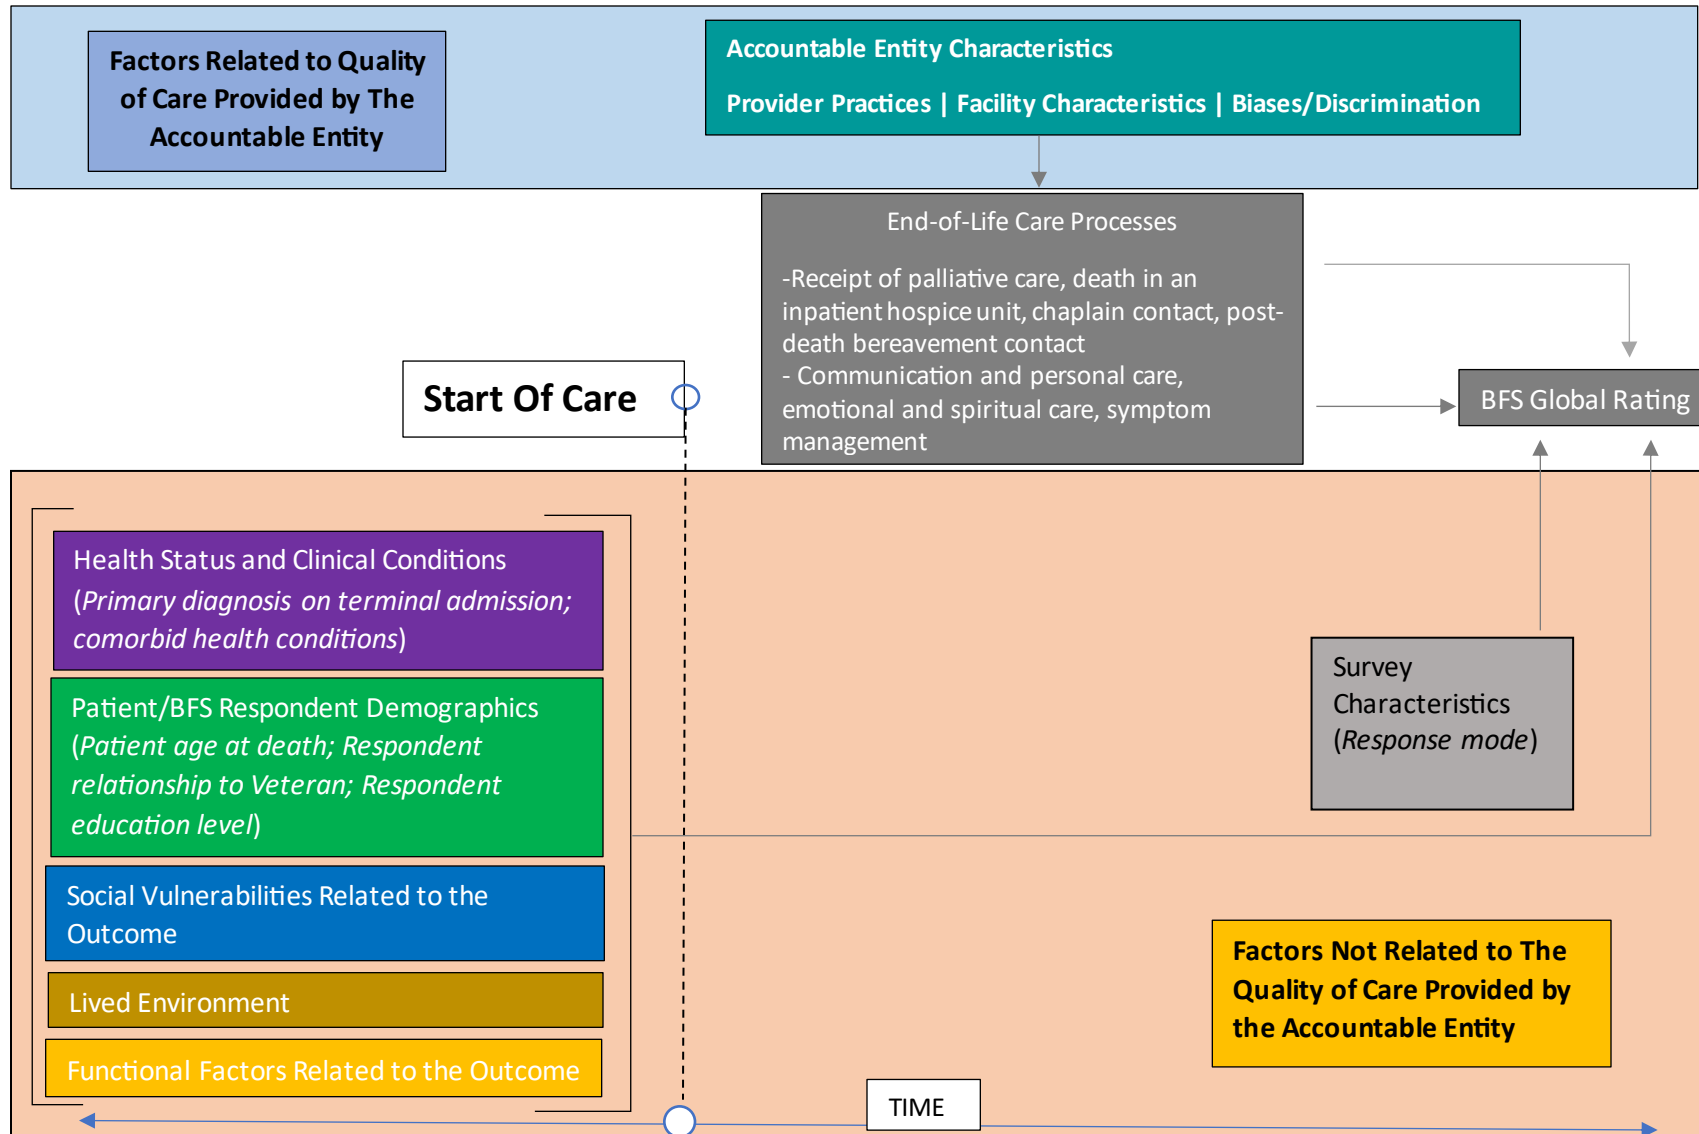 Factors Related to Quality
of Care Provided by The
Accountable Entity
Accountable Entity Characteristics
Provider Practices | Facility Characteristics | Biases/Discrimination
End-of-Life Care Processes
-Receipt of palliative care, death in an
inpatient hospice unit, chaplain contact, post-
death bereavement contact
- Communication and personal care,
emotional and spiritual care, symptom
management
Start Of Care
BFS Global Rating
Health Status and Clinical Conditions
(Primary diagnosis on terminal admission;
comorbid health conditions)
Patient/BFS Respondent Demographics
(Patient age at death; Respondent
relationship to Veteran; Respondent
education level)
Social Vulnerabilities Related to the
Outcome
Lived Environment
Functional Factors Related to the Outcome
Survey
Characteristics
(Response mode)
Factors Not Related to The
Quality of Care Provided by
the Accountable Entity
TIME